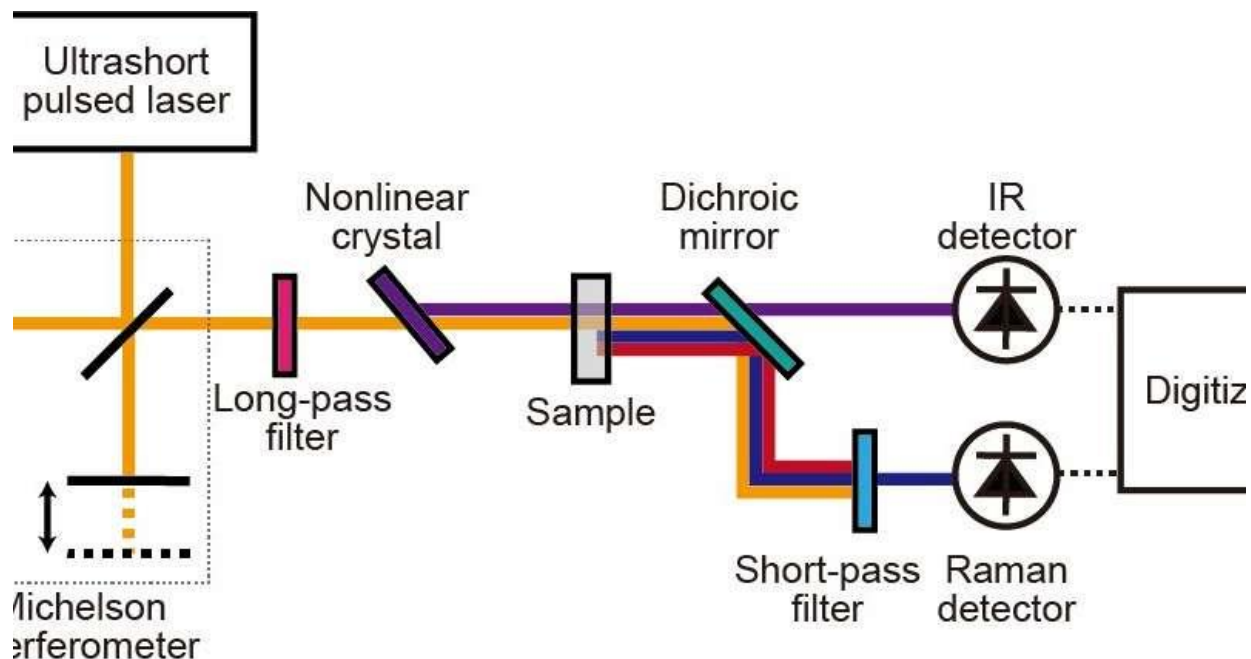 Ultrashort
pulsed laser
Nonlinear
crystal
Dichroic
mirror
IR
detector
Long-pass
filter
Sample
Digitiz
Short-pass
filter
Raman
detector
Michelson
erferometer